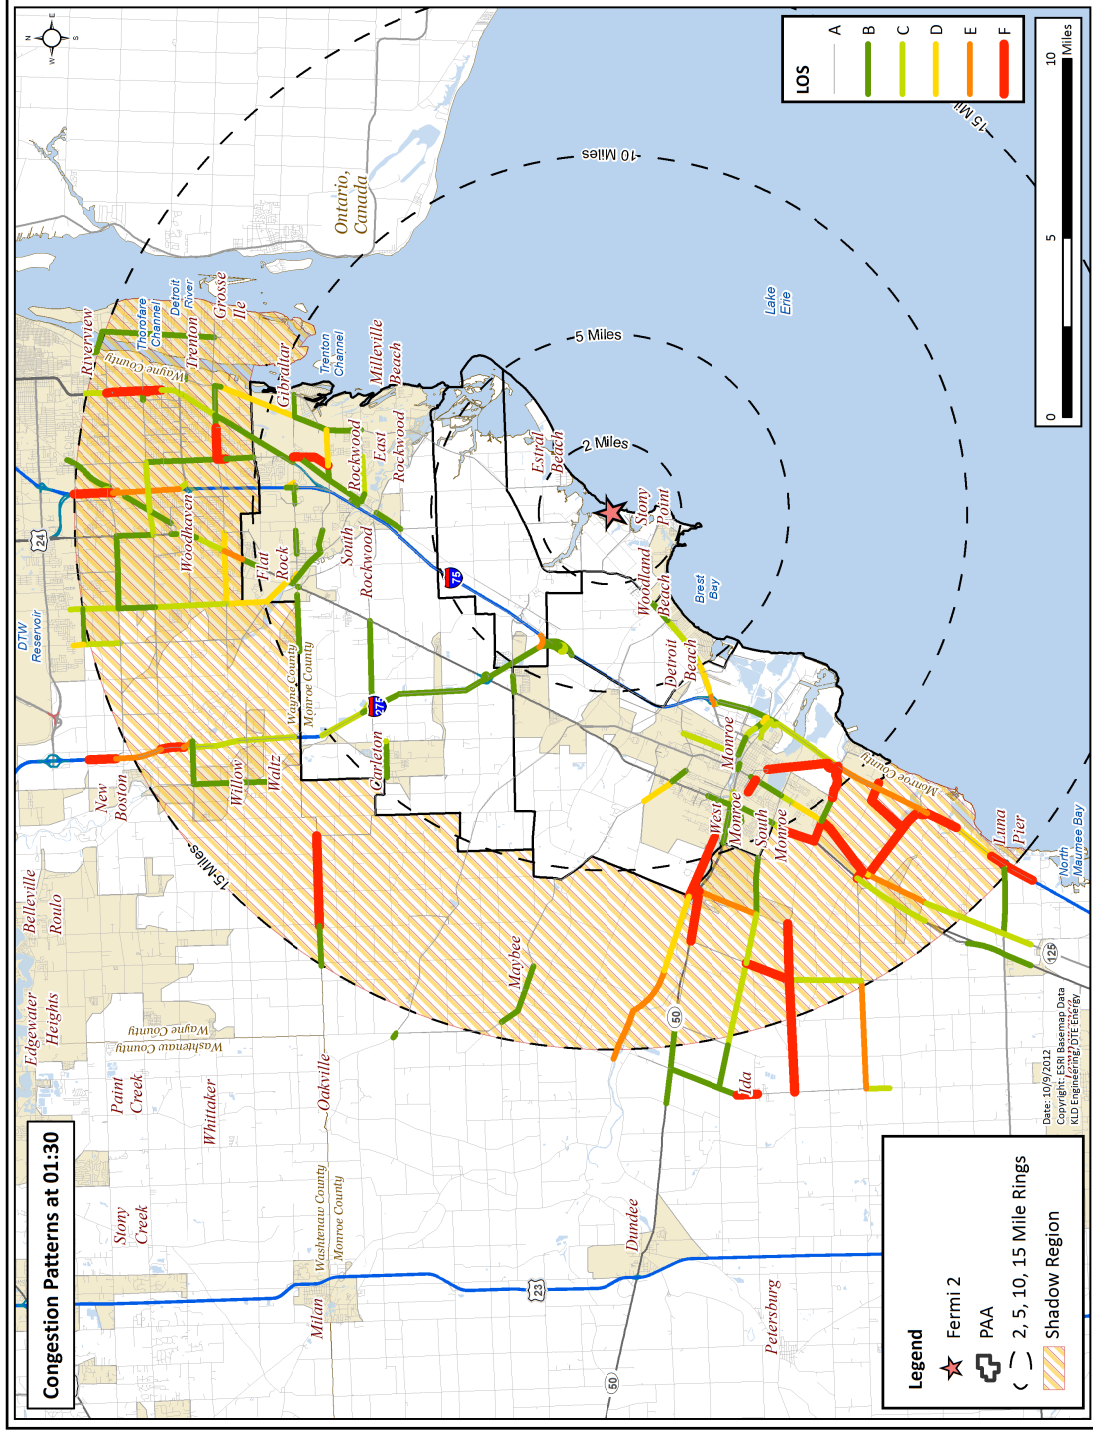 Congestion Patterns at 01:30
N
E
S
W
LOS
A
B
C
D
E
F
0
5
10
Miles
15 Mil
10 Miles
5 Miles
2 Miles
15-Miles
Ontario,
Canada
Lake
Erie
Riverview
Wayne County
Thorofare
Channel
Detroit
River
Trenton
Grosse
Ile
Gibraltar
Trenton
Channel
Milleville
Beach
Rockwood
East
Rockwood
South
Rockwood
Flat
Rock
Woodhaven
24
DTW
Reservoir
75
275
Estral
Beach
Stony
Point
Woodland
Beach
Brest
Bay
Detroit
Beach
Monroe
West
Monroe
South
Monroe
Monroe County
Luna
Pier
North
Maumee Bay
125
Wayne County
Monroe County
Carleton
Willow
Waltz
New
Boston
Belleville
Roulo
Edgewater
Heights
Wayne County
Washtenaw County
Paint
Creek
Whittaker
Oakville
Maybee
50
Ida
Stony
Creek
Washtenaw County
Monroe County
Milan
23
Dundee
50
Petersburg
Date: 10/9/2012
Copyright: ESRI Basemap Data
KLD Engineering, DTE Energy
Legend
Fermi 2
PAA
2, 5, 10, 15 Mile Rings
Shadow Region